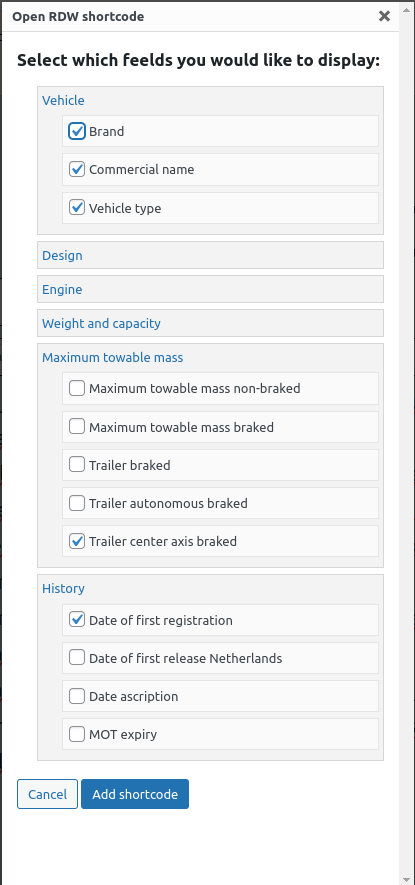 Open RDW shortcode
Select which feelds you would like to display:
Vehicle
Brand
Commercial name
Vehicle type
Design
Engine
Weight and capacity
Maximum towable mass
Maximum towable mass non-braked
Maximum towable mass braked
Trailer braked
Trailer autonomous braked
Trailer center axis braked
History
Date of first registration
Date of first release Netherlands
Date ascription
MOT expiry
Cancel Add shortcode